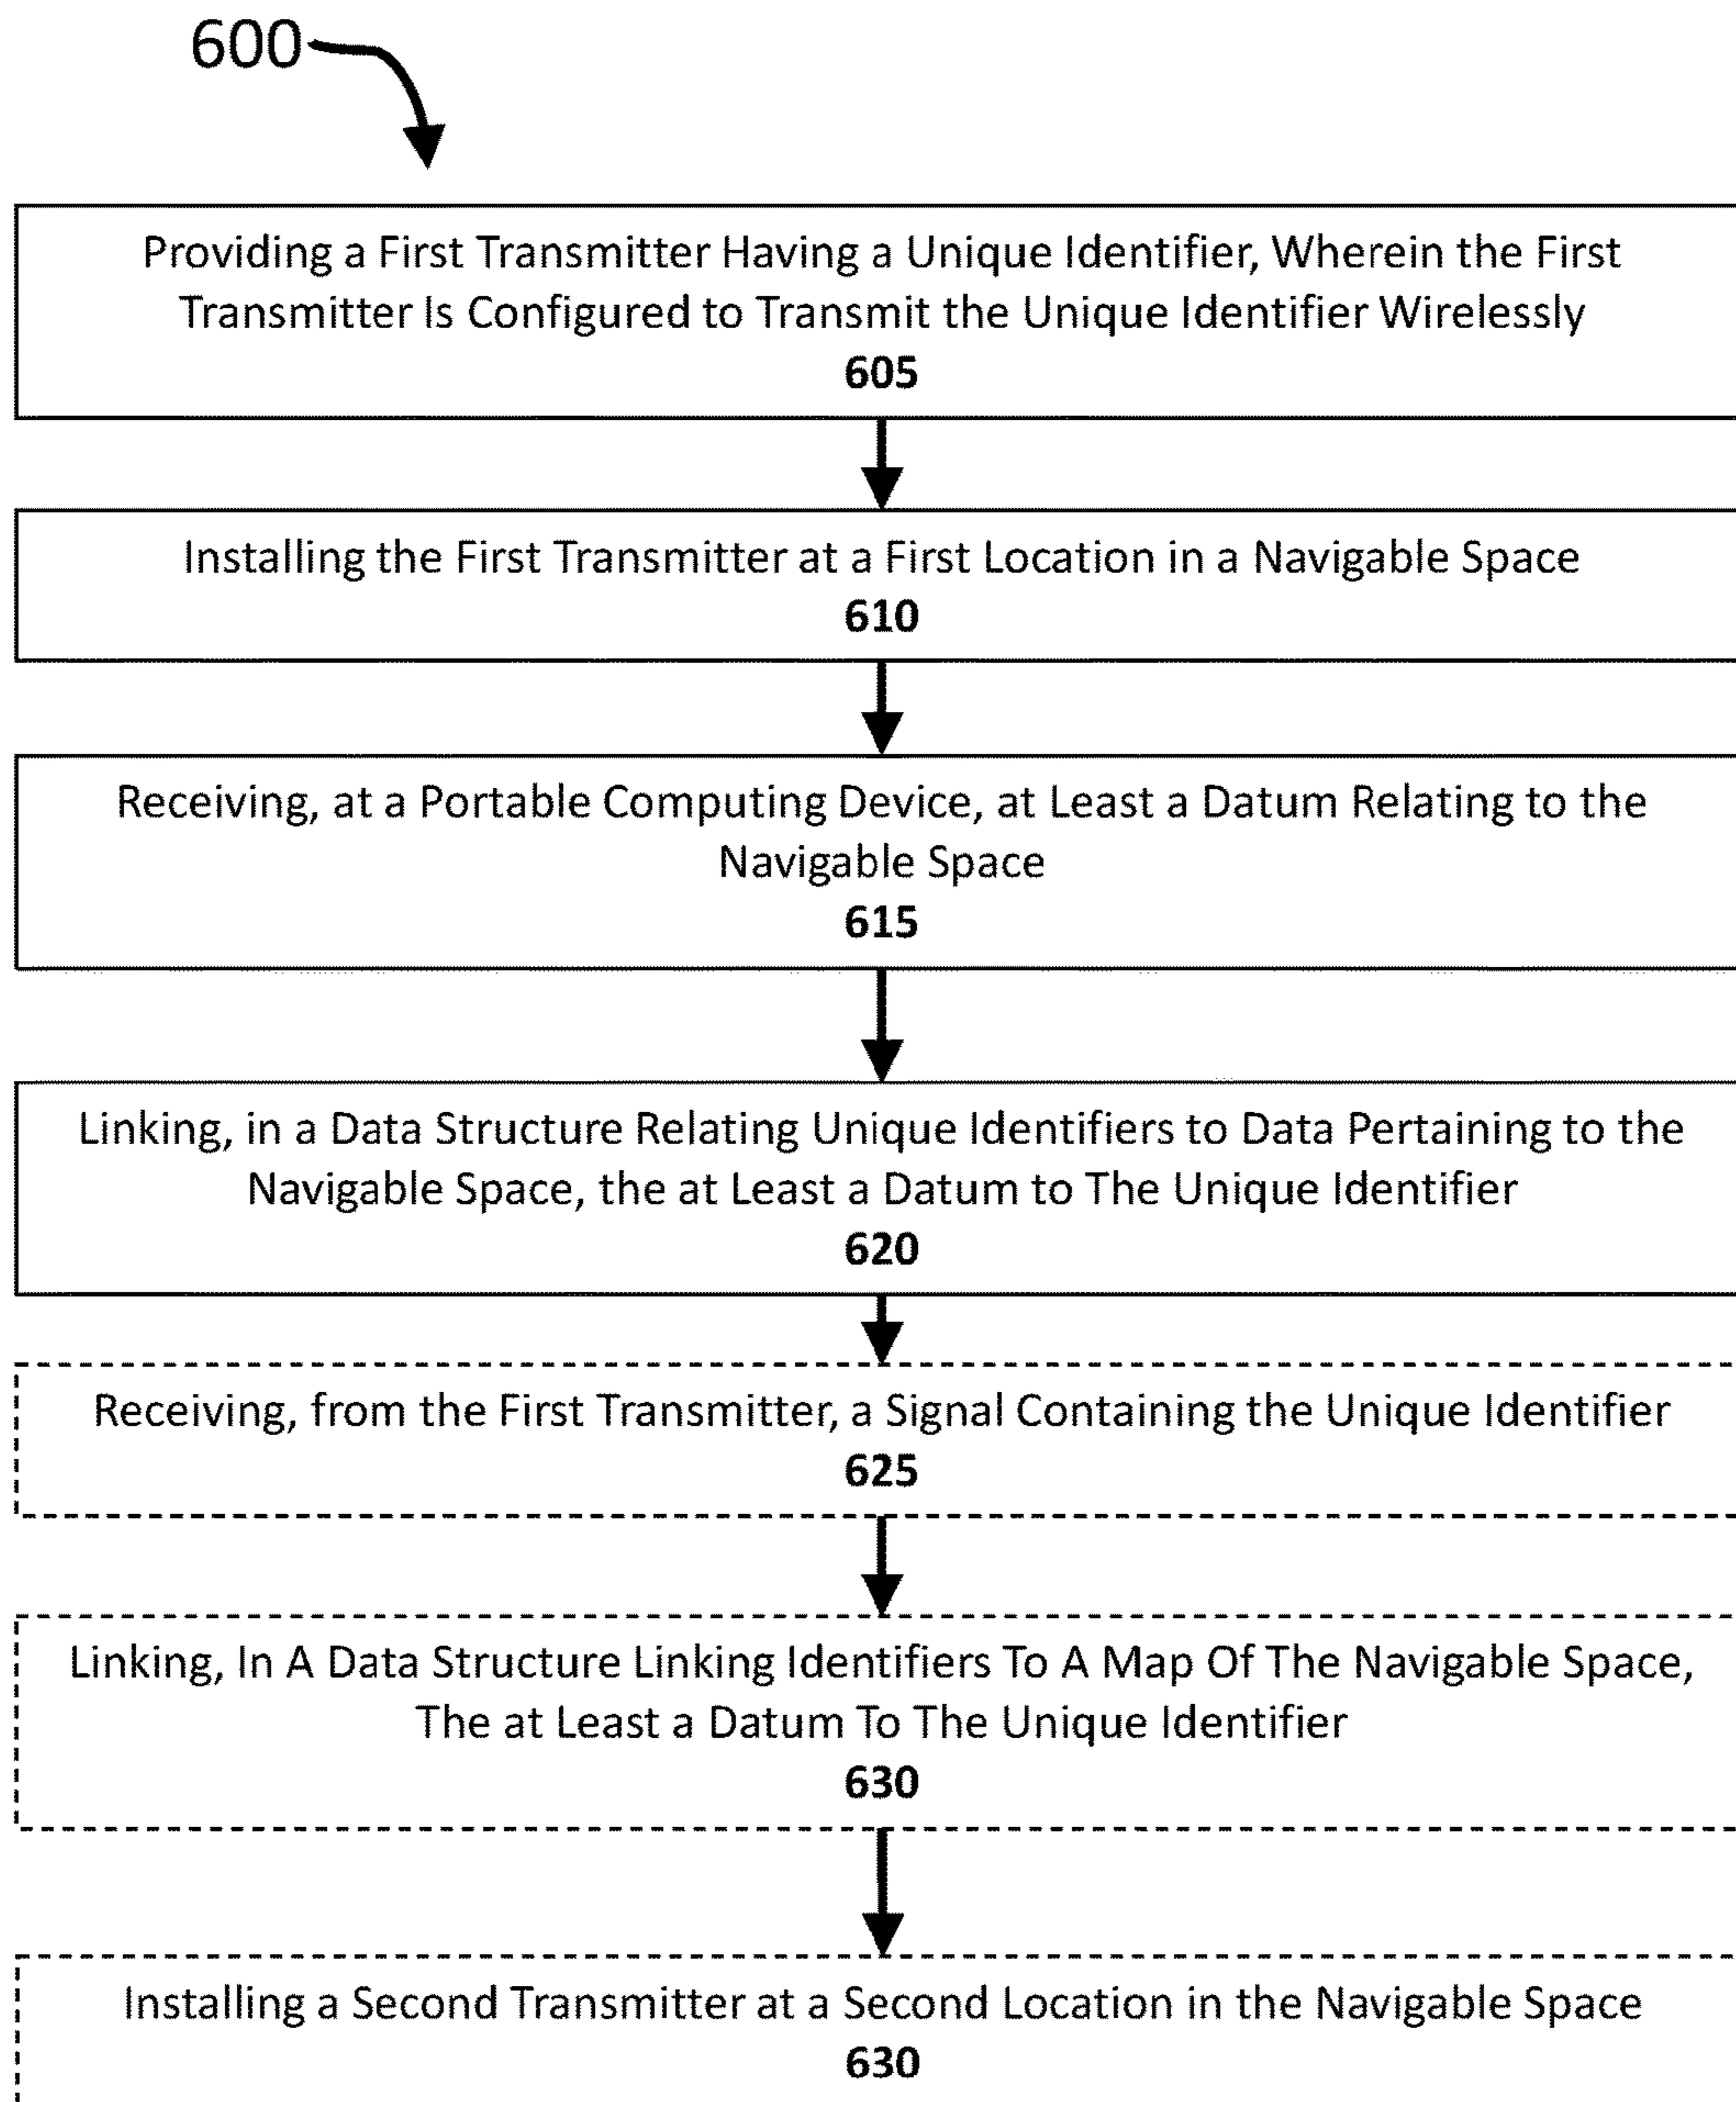 600
Providing a First Transmitter Having a Unique Identifier, Wherein the First
Transmitter Is Configured to Transmit the Unique Identifier Wirelessly
605
Installing the First Transmitter at a First Location in a Navigable Space
610
Receiving, at a Portable Computing Device, at Least a Datum Relating to the
Navigable Space
615
Linking, in a Data Structure Relating Unique Identifiers to Data Pertaining to the
Navigable Space, the at Least a Datum to The Unique Identifier
620
Receiving, from the First Transmitter, a Signal Containing the Unique Identifier
625
Linking, In A Data Structure Linking Identifiers To A Map Of The Navigable Space,
The at Least a Datum To The Unique Identifier
630
Installing a Second Transmitter at a Second Location in the Navigable Space
630